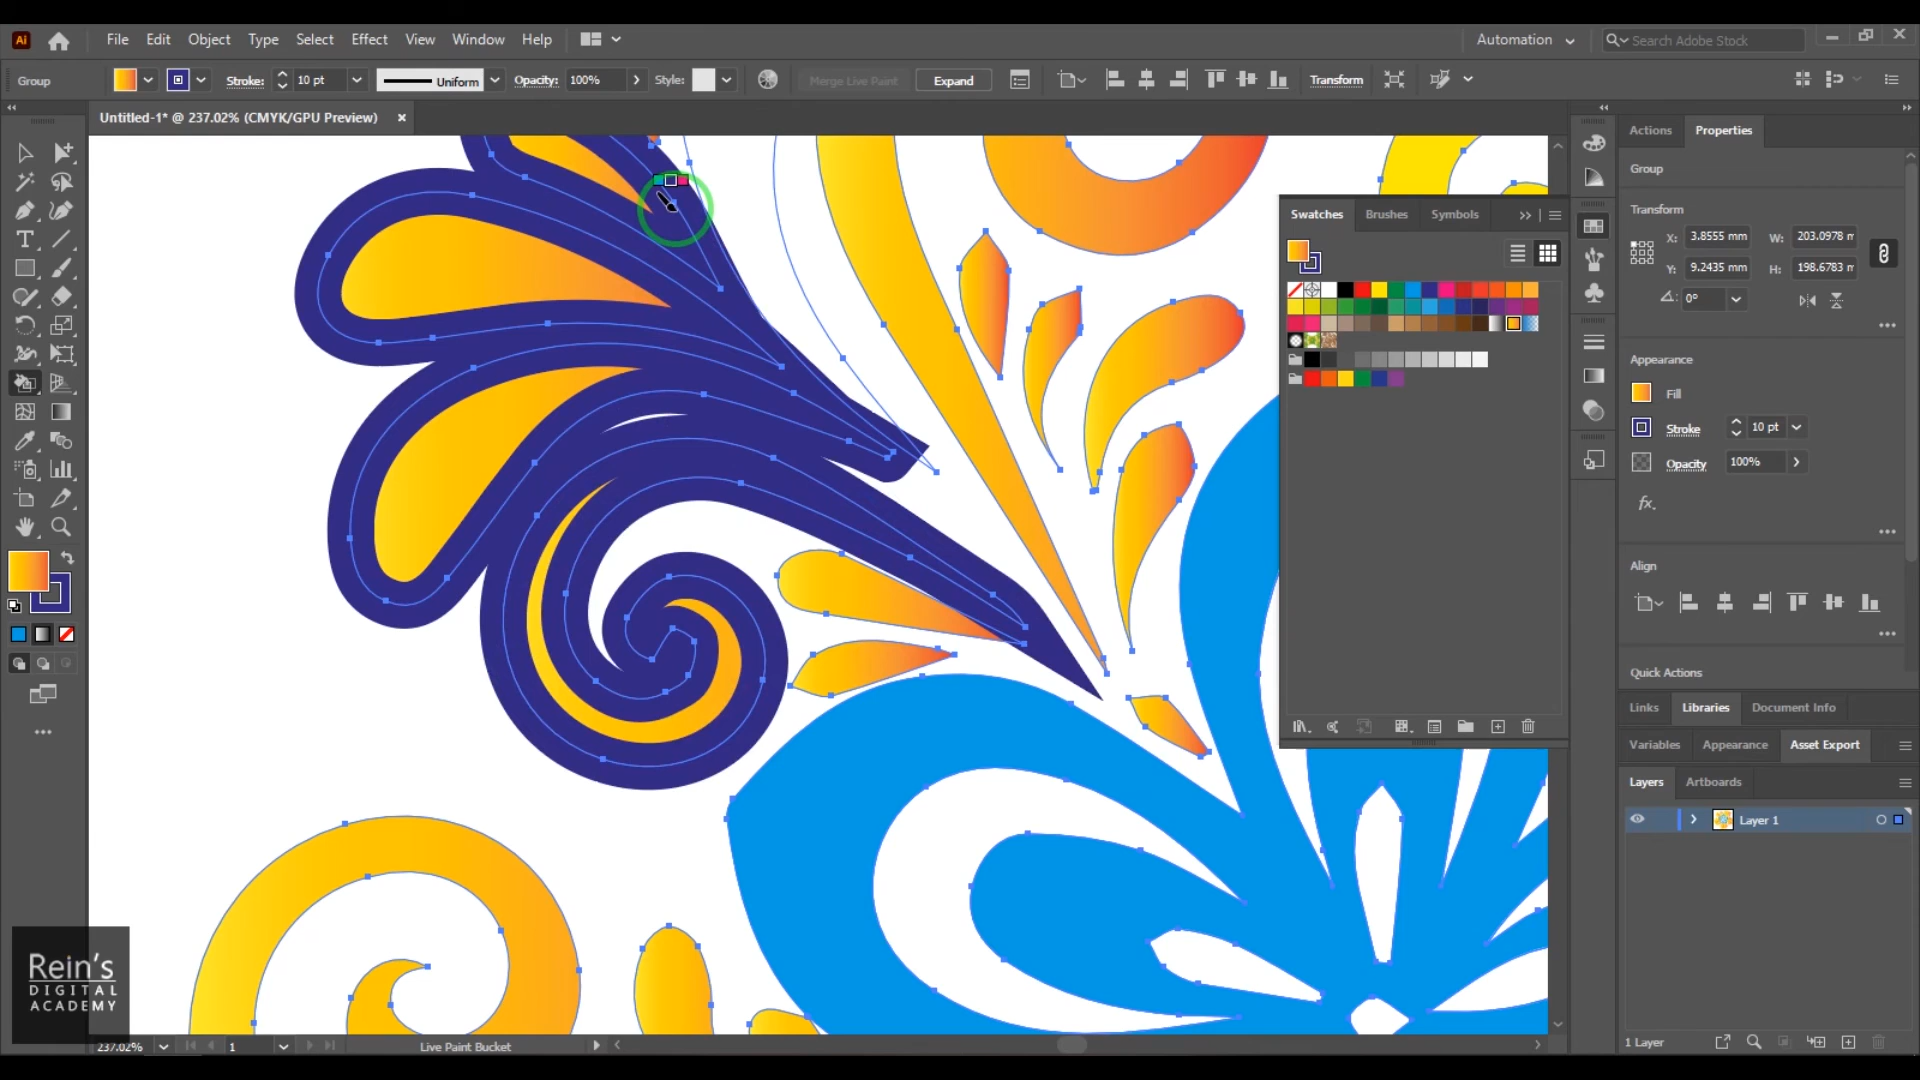 Ai File Edit Object Type Select Effect View Window Help Automation Search Adobe Stock
Group Stroke: 10 pt Uniform Opacity: 100% Style: Merge Live Paint Expand Transform
Untitled-1* @ 237.02% (CMYK/GPU Preview)
Actions Properties
Group
Transform
X: 3.8555 mm W: 203.0978 m
Y: 9.2435 mm H: 198.6783 m
0°
Swatches Brushes Symbols
Appearance
Fill
Stroke 10 pt
Opacity 100%
fx.
Align
Quick Actions
Links Libraries Document Info
Variables Appearance Asset Export
Layers Artboards
Layer 1
Rein's
DIGITAL
ACADEMY
237.02% 1 Live Paint Bucket
1 Layer